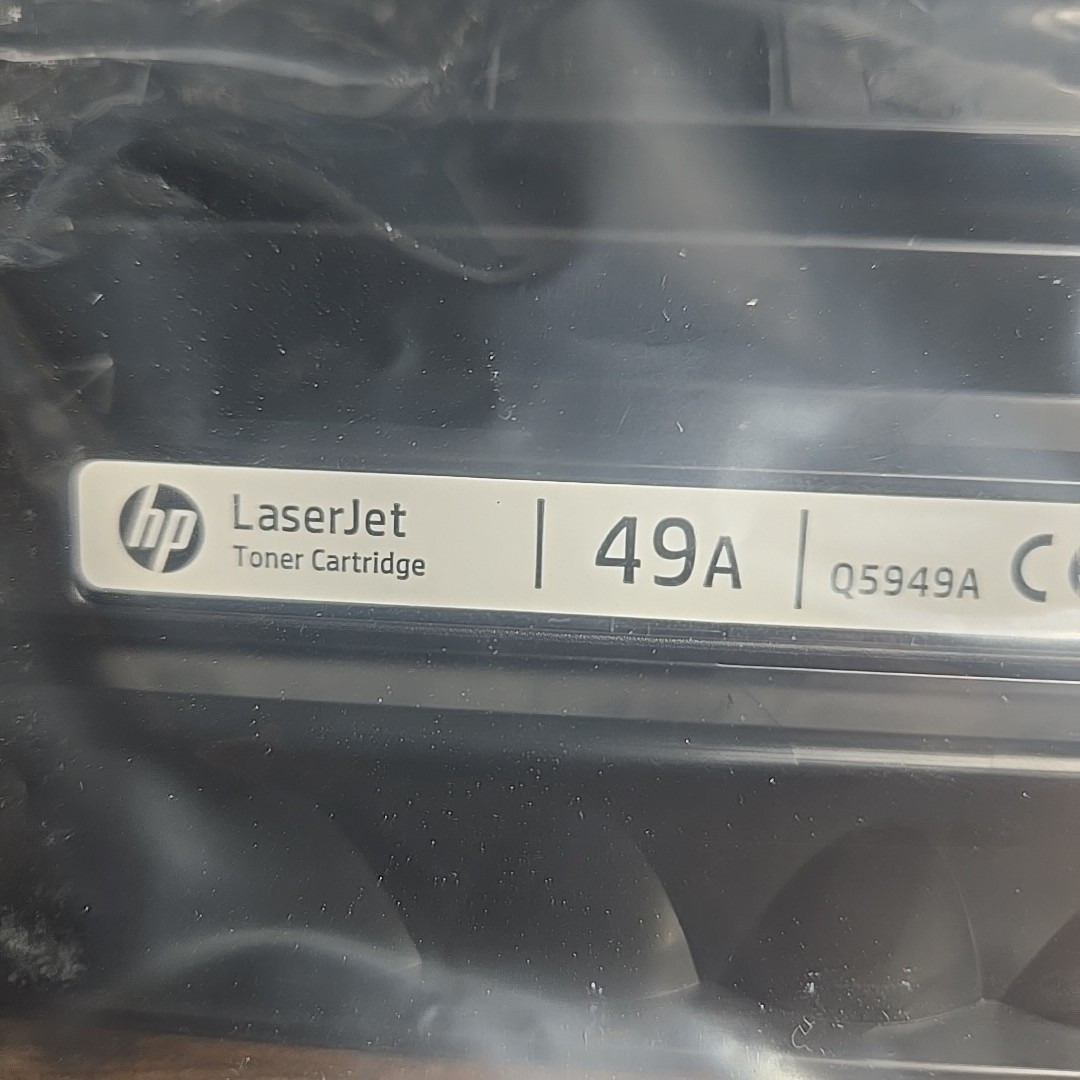 hp
LaserJet
Toner Cartridge
49A
Q5949A